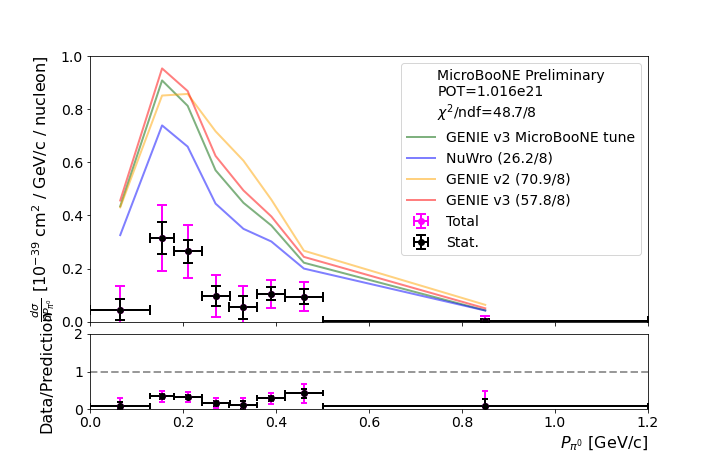 MicroBooNE Preliminary
POT=1.016e21
χ²/ndf=48.7/8
GENIE v3 MicroBooNE tune
NuWro (26.2/8)
GENIE v2 (70.9/8)
GENIE v3 (57.8/8)
Total
Stat.
dσ/dp_π⁰ [10⁻³⁹ cm² / GeV/c / nucleon]
1.0
0.8
0.6
0.4
0.2
0.0
Data/Prediction
2
1
0
0.0 0.2 0.4 0.6 0.8 1.0 1.2
P_π⁰ [GeV/c]